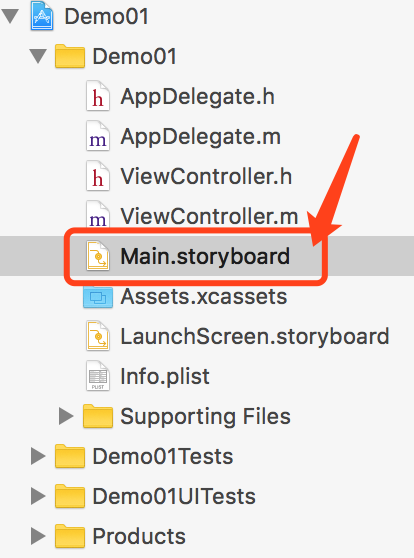 Demo01
Demo01
h AppDelegate.h
m AppDelegate.m
h ViewController.h
m ViewController.m
Main.storyboard
Assets.xcassets
LaunchScreen.storyboard
PLIST Info.plist
Supporting Files
Demo01Tests
Demo01UITests
Products